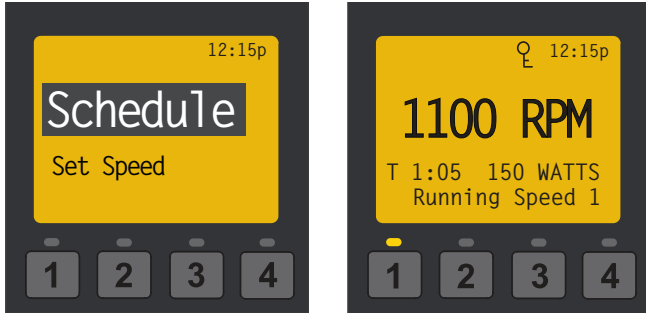 12:15p
Schedule
Set Speed
1 2 3 4
12:15p
1100 RPM
T 1:05 150 WATTS
Running Speed 1
1 2 3 4